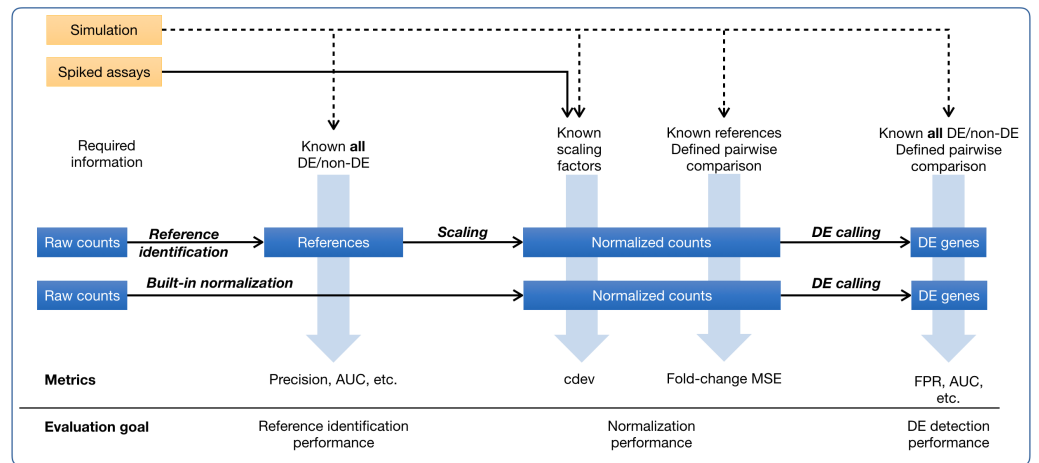 Simulation
Spiked assays
Required
information
Known all
DE/non-DE
Known
scaling
factors
Known references
Defined pairwise
comparison
Known all DE/non-DE
Defined pairwise
comparison
Raw counts
Reference
identification
References
Scaling
Normalized counts
DE calling
DE genes
Raw counts
Built-in normalization
Normalized counts
DE calling
DE genes
Metrics
Precision, AUC, etc.
cdev
Fold-change MSE
FPR, AUC,
etc.
Evaluation goal
Reference identification
performance
Normalization
performance
DE detection
performance